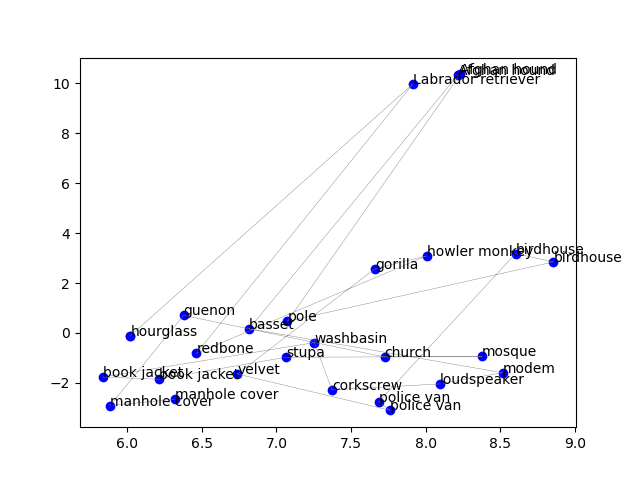 10
8
6
4
2
0
−2
Afghan hound
Afghan hound
Labrador retriever
howler monkey
birdhouse
birdhouse
gorilla
guenon
pole
basset
hourglass
washbasin
redbone
stupa
church
mosque
book jacket
book jacket
velvet
modem
corkscrew
loudspeaker
manhole cover
manhole cover
police van
police van
6.0 6.5 7.0 7.5 8.0 8.5 9.0